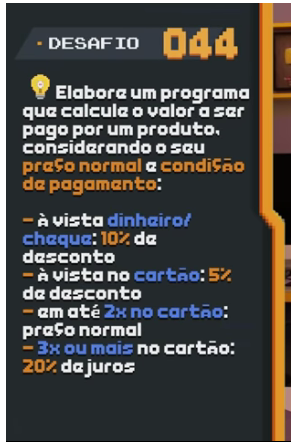 · DESAFIO 044
Elabore um programa
que calcule o valor a ser
pago por um produto,
considerando o seu
preço normal e condição
de pagamento:
- à vista dinheiro/
cheque: 10% de
desconto
- à vista no cartão: 5%
de desconto
- em até 2x no cartão:
preço normal
- 3x ou mais no cartão:
20% de juros